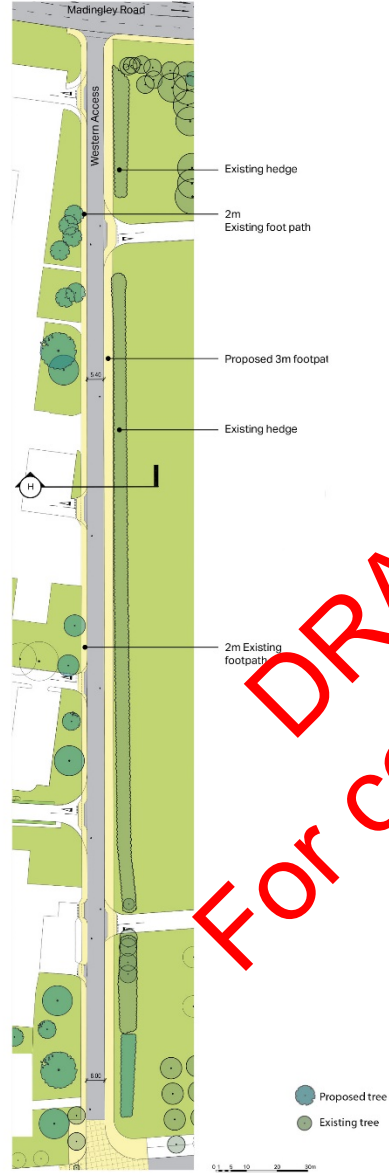 Madingley Road
Western Access
Existing hedge
2m
Existing foot path
Proposed 3m footpat
5.40
Existing hedge
H
2m Existing
footpath
DRA
For co
6.00
Proposed tree
Existing tree
0 1 5 10 20 30m